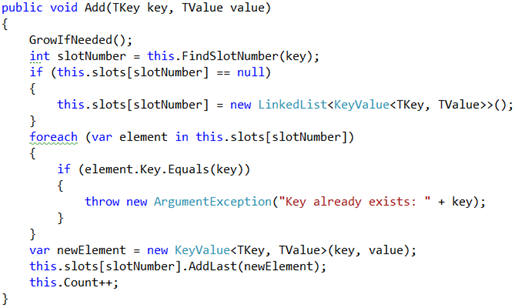 public void Add(TKey key, TValue value)
{
    GrowIfNeeded();
    int slotNumber = this.FindSlotNumber(key);
    if (this.slots[slotNumber] == null)
    {
        this.slots[slotNumber] = new LinkedList<KeyValue<TKey, TValue>>();
    }
    foreach (var element in this.slots[slotNumber])
    {
        if (element.Key.Equals(key))
        {
            throw new ArgumentException("Key already exists: " + key);
        }
    }
    var newElement = new KeyValue<TKey, TValue>(key, value);
    this.slots[slotNumber].AddLast(newElement);
    this.Count++;
}